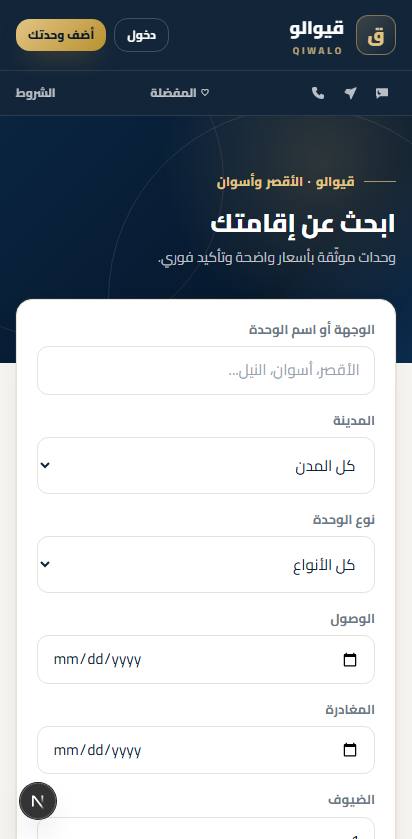 ق
قيوالو
QIWALO
دخول
أضف وحدتك
♡ المفضلة
الشروط
قيوالو · الأقصر وأسوان
ابحث عن إقامتك
وحدات موثّقة بأسعار واضحة وتأكيد فوري.
الوجهة أو اسم الوحدة
الأقصر، أسوان، النيل...
المدينة
كل المدن
نوع الوحدة
كل الأنواع
الوصول
mm/dd/yyyy
المغادرة
mm/dd/yyyy
الضيوف
N